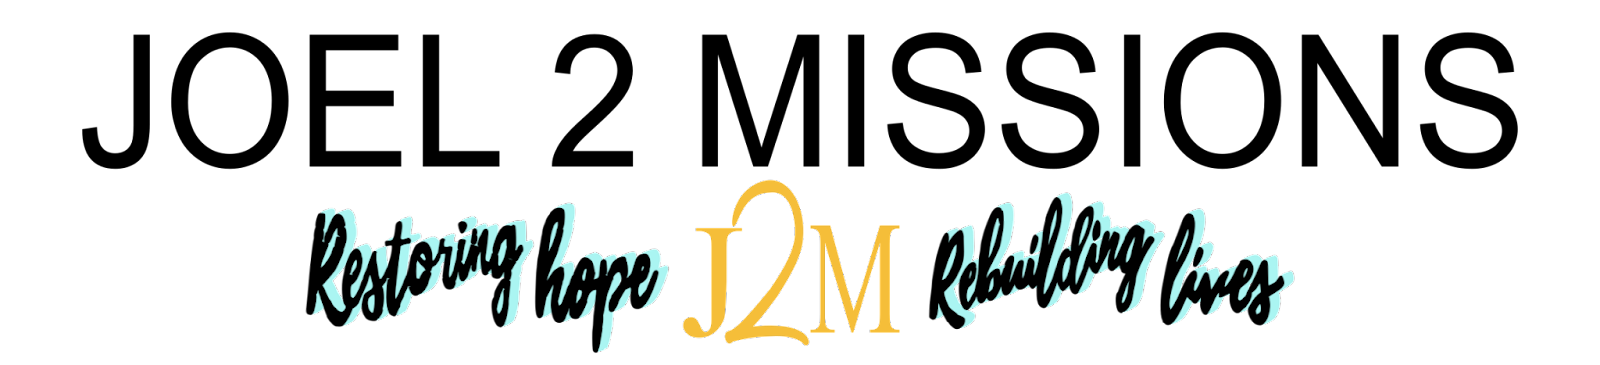 JOEL 2 MISSIONS
Restoring hope J2M Rebuilding lives